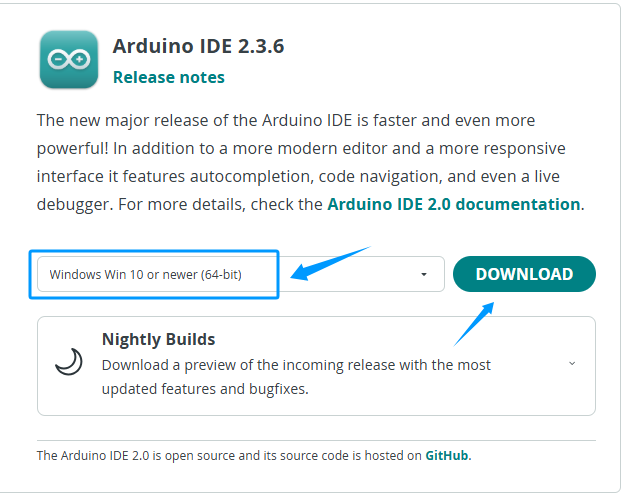 Arduino IDE 2.3.6
Release notes
The new major release of the Arduino IDE is faster and even more
powerful! In addition to a more modern editor and a more responsive
interface it features autocompletion, code navigation, and even a live
debugger. For more details, check the Arduino IDE 2.0 documentation.
Windows Win 10 or newer (64-bit)
DOWNLOAD
Nightly Builds
Download a preview of the incoming release with the most
updated features and bugfixes.
The Arduino IDE 2.0 is open source and its source code is hosted on GitHub.